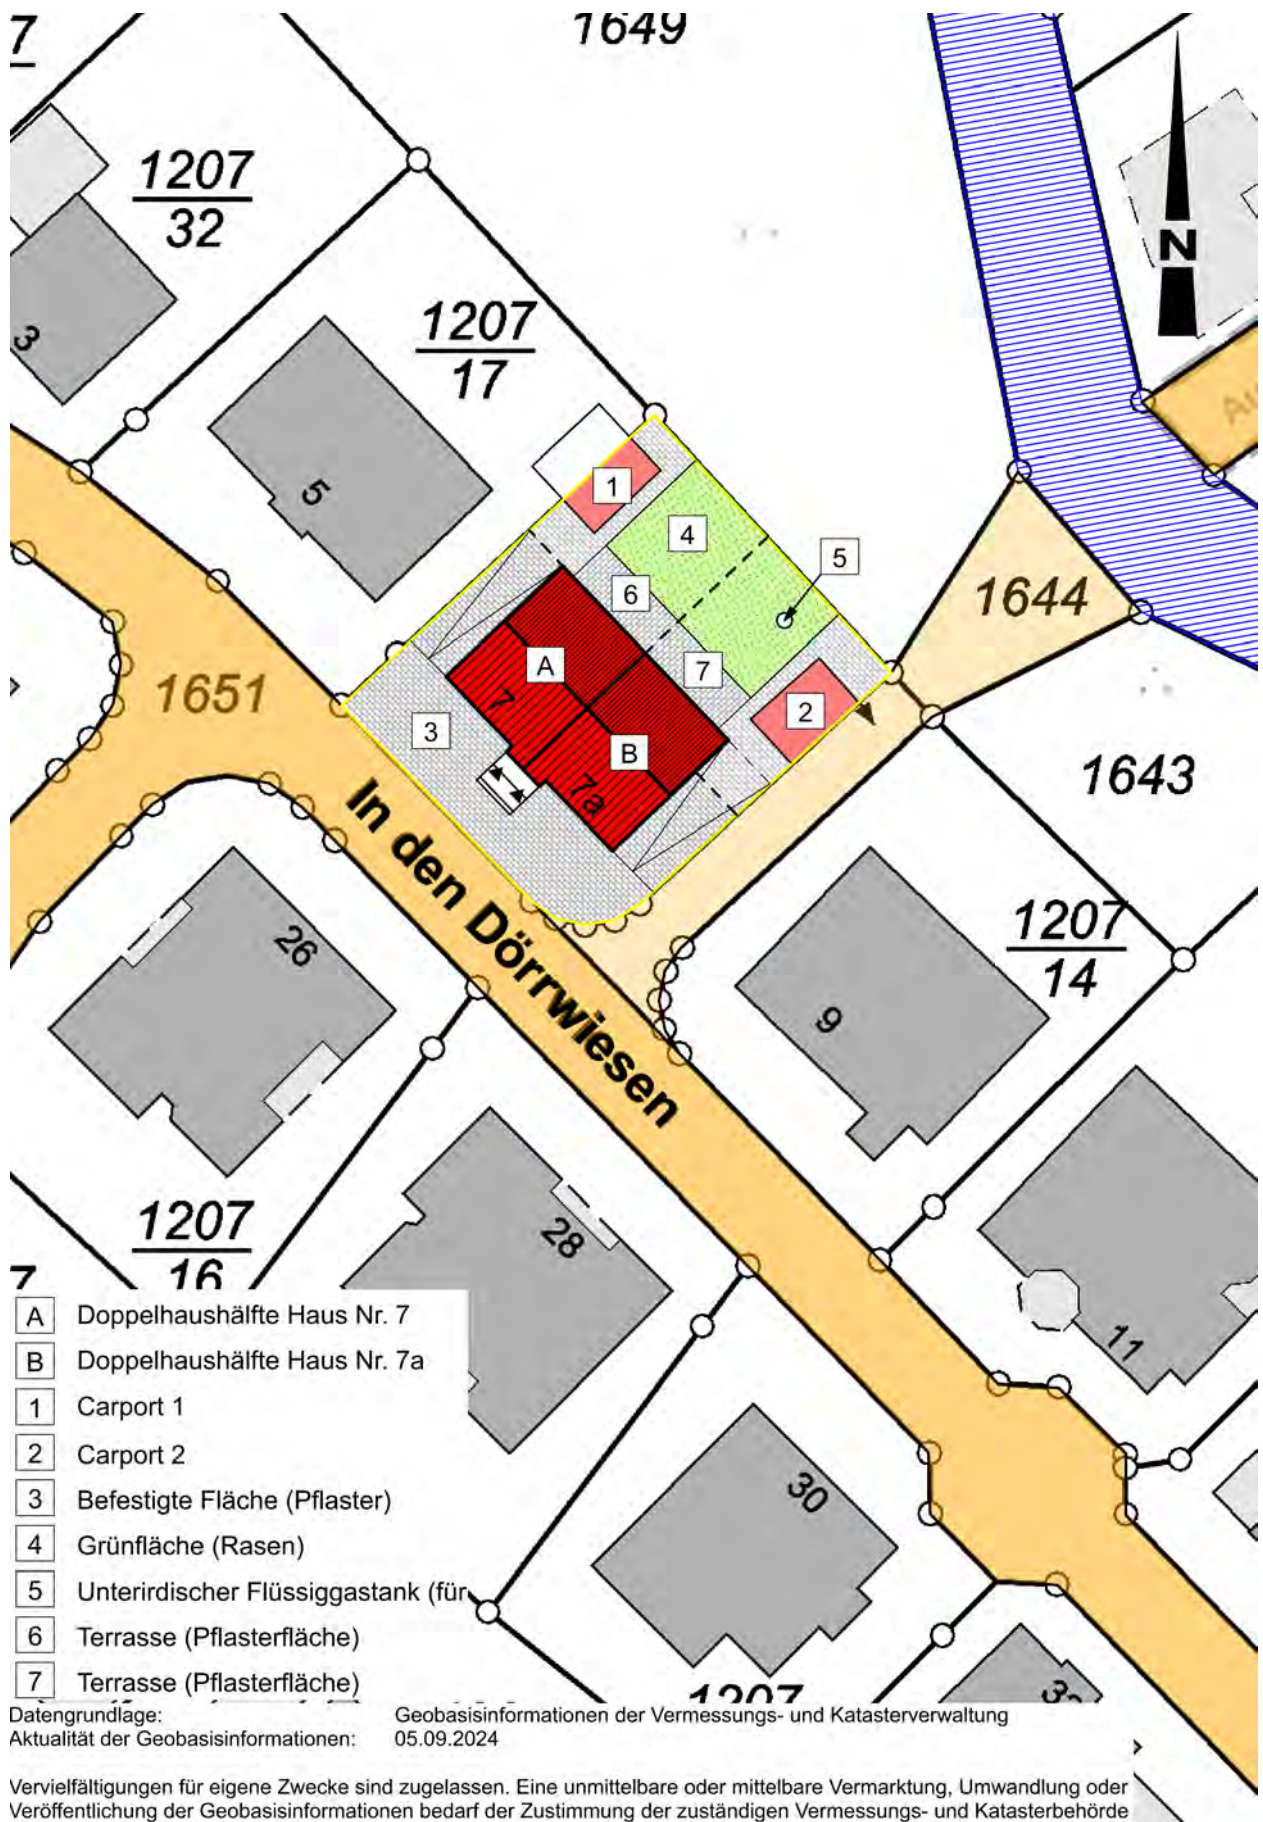 7
1649
1207
32
N
1207
17
3
5
1
4
5
6
1644
A
7
1651
7
2
3
B
7a
1643
In den Dörrwiesen
26
1207
14
9
1207
16
28
7
11
A Doppelhaushälfte Haus Nr. 7
B Doppelhaushälfte Haus Nr. 7a
1 Carport 1
2 Carport 2
3 Befestigte Fläche (Pflaster)
4 Grünfläche (Rasen)
5 Unterirdischer Flüssiggastank (für
6 Terrasse (Pflasterfläche)
7 Terrasse (Pflasterfläche)
30
1207
Datengrundlage: Geobasisinformationen der Vermessungs- und Katasterverwaltung
Aktualität der Geobasisinformationen: 05.09.2024
Vervielfältigungen für eigene Zwecke sind zugelassen. Eine unmittelbare oder mittelbare Vermarktung, Umwandlung oder
Veröffentlichung der Geobasisinformationen bedarf der Zustimmung der zuständigen Vermessungs- und Katasterbehörde